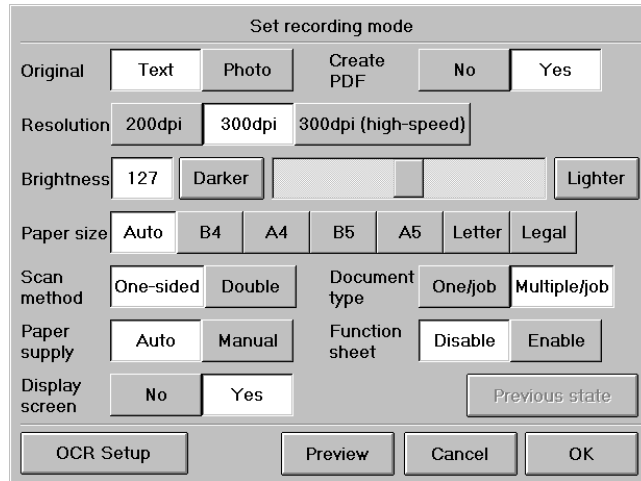 Set recording mode
Original Text Photo Create PDF No Yes
Resolution 200dpi 300dpi 300dpi (high-speed)
Brightness 127 Darker Lighter
Paper size Auto B4 A4 B5 A5 Letter Legal
Scan method One-sided Double Document type One/job Multiple/job
Paper supply Auto Manual Function sheet Disable Enable
Display screen No Yes Previous state
OCR Setup Preview Cancel OK